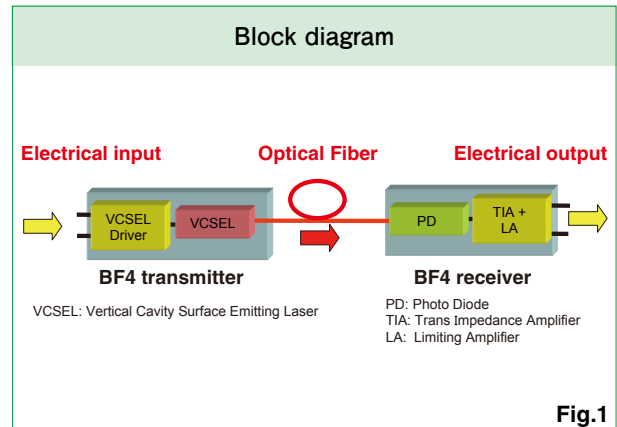 Block diagram
Electrical input
Optical Fiber
Electrical output
VCSEL
Driver
VCSEL
PD
TIA +
LA
BF4 transmitter
BF4 receiver
VCSEL: Vertical Cavity Surface Emitting Laser
PD: Photo Diode
TIA: Trans Impedance Amplifier
LA: Limiting Amplifier
Fig.1